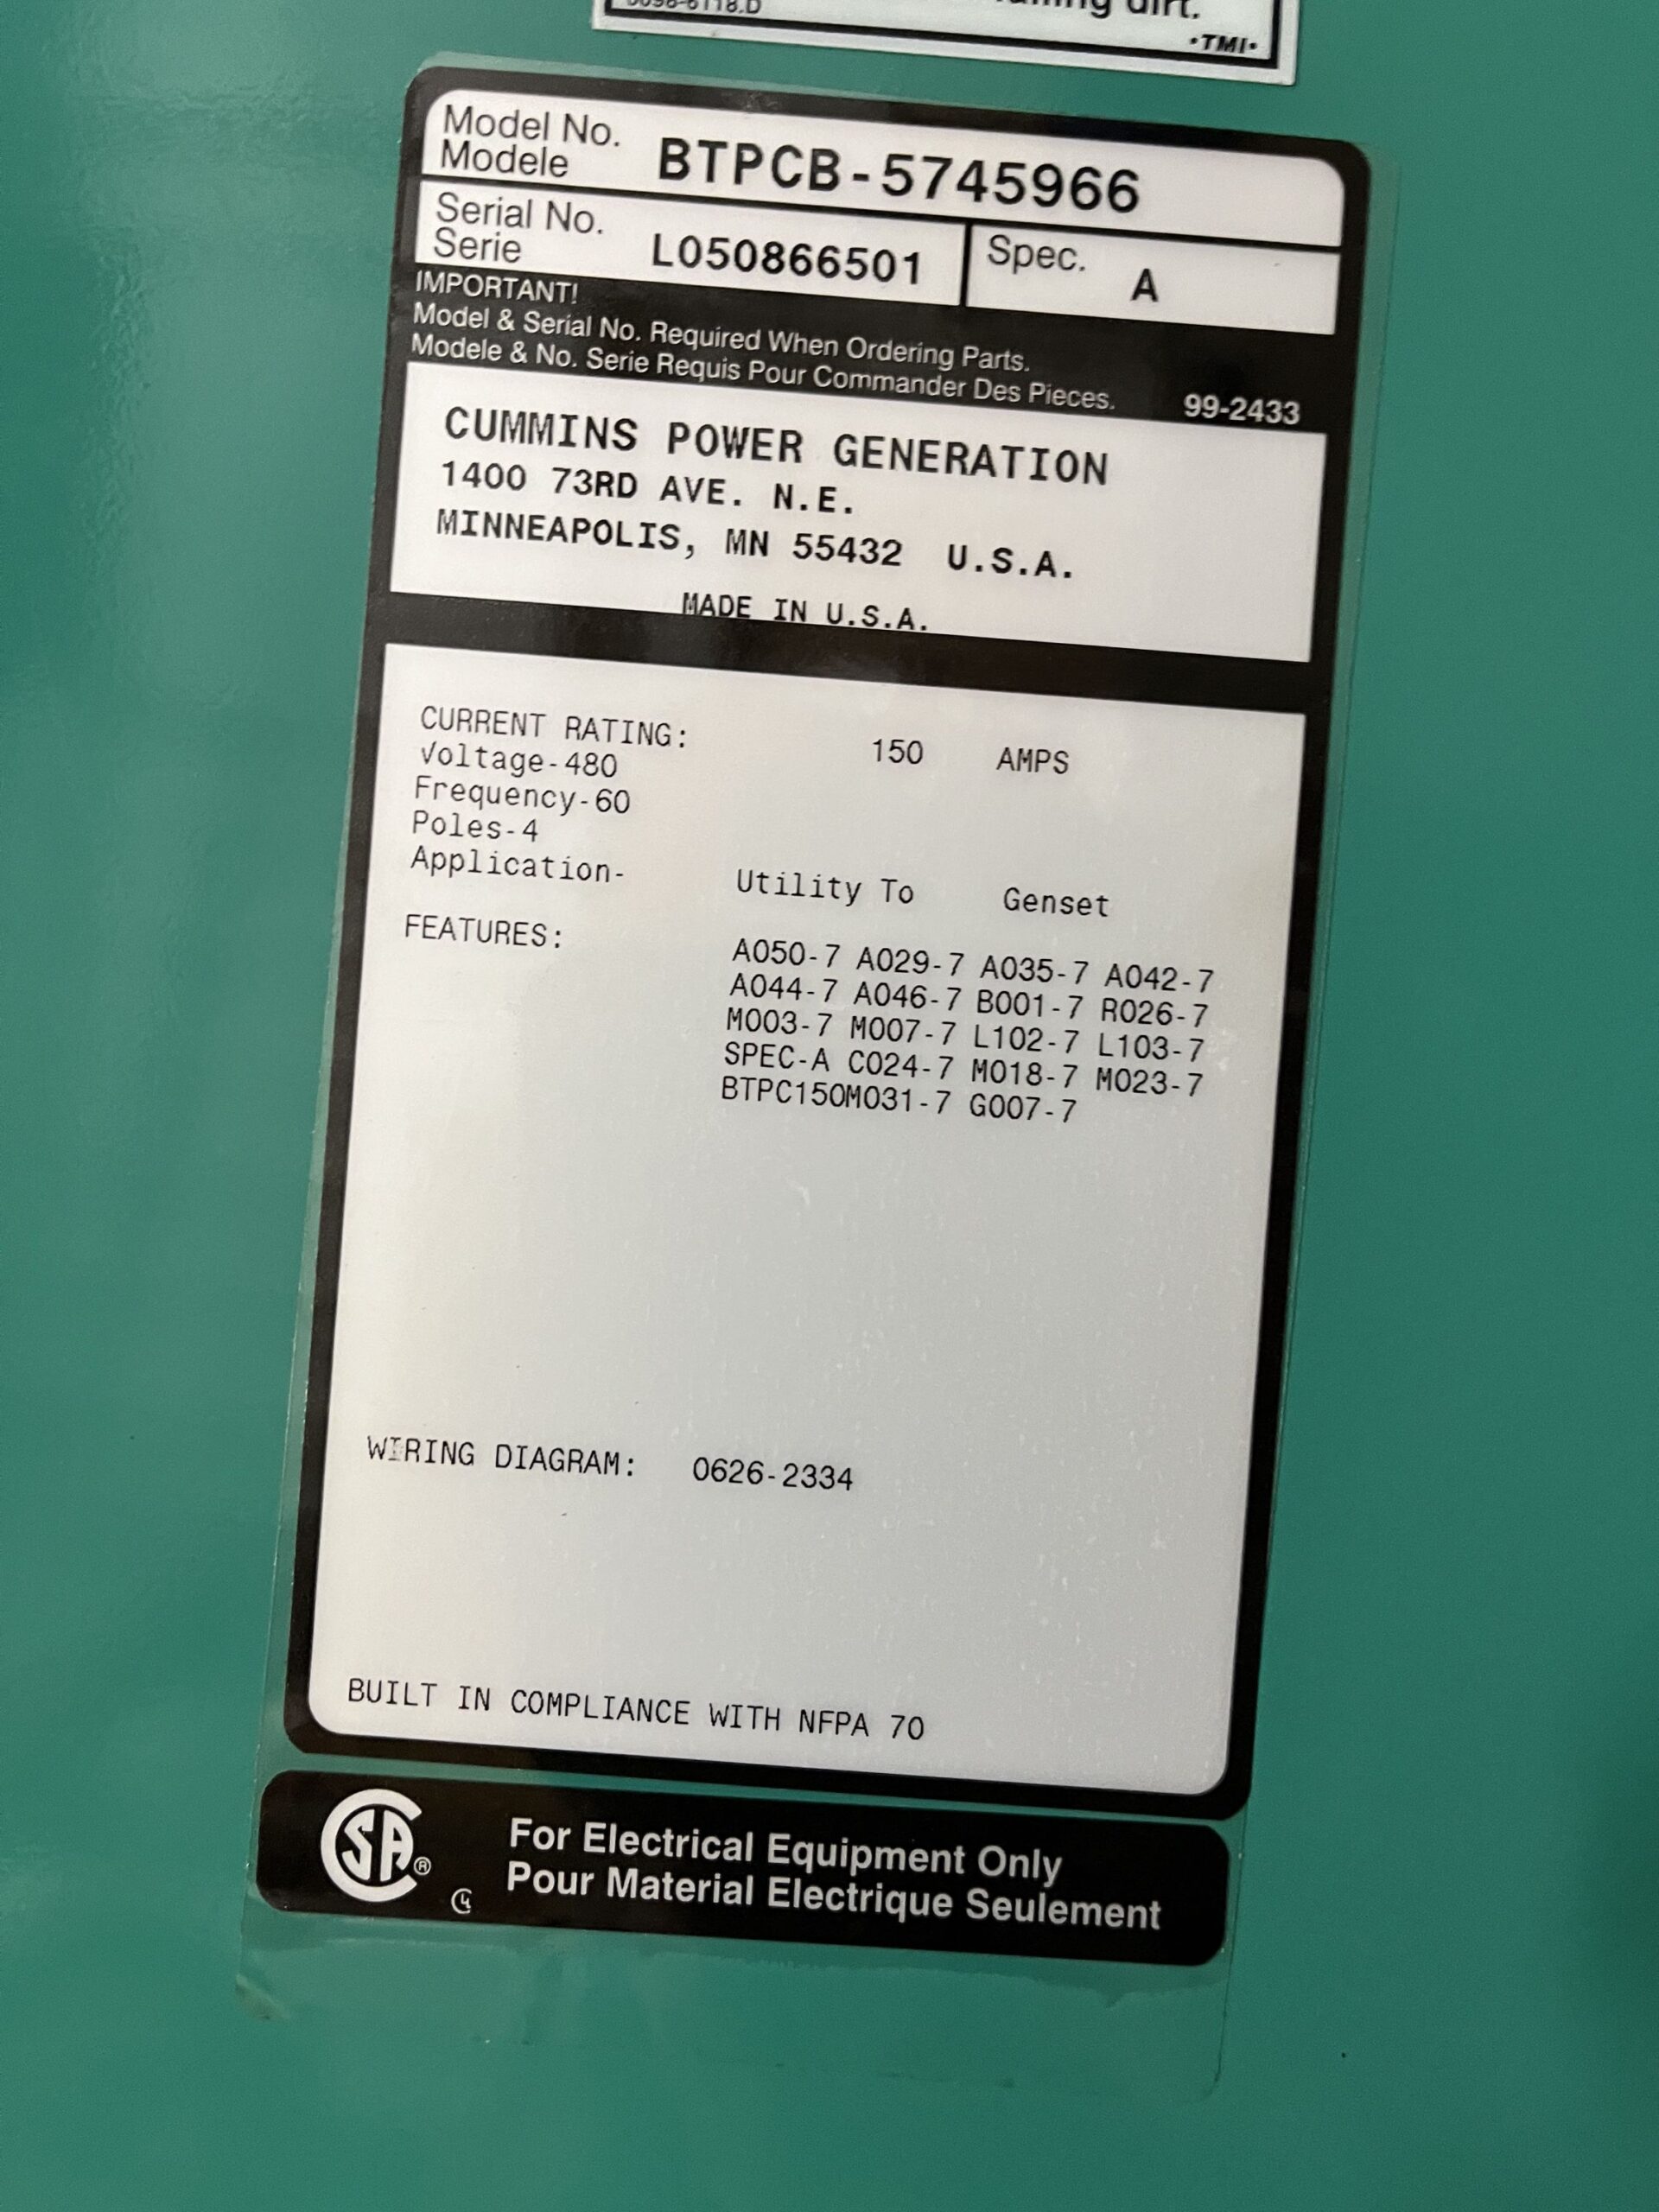 dirt.
•TMI•
Model No.
Modele
BTPCB-5745966
Serial No.
Serie
L050866501
Spec.
A
IMPORTANT!
Model & Serial No. Required When Ordering Parts.
Modele & No. Serie Requis Pour Commander Des Pieces.
99-2433
CUMMINS POWER GENERATION
1400 73RD AVE. N.E.
MINNEAPOLIS, MN 55432 U.S.A.
MADE IN U.S.A.
CURRENT RATING: 150 AMPS
Voltage-480
Frequency-60
Poles-4
Application- Utility To Genset
FEATURES: A050-7 A029-7 A035-7 A042-7
A044-7 A046-7 B001-7 R026-7
M003-7 M007-7 L102-7 L103-7
SPEC-A C024-7 M018-7 M023-7
BTPC150M031-7 G007-7
WIRING DIAGRAM: 0626-2334
BUILT IN COMPLIANCE WITH NFPA 70
CSA®
For Electrical Equipment Only
Pour Material Electrique Seulement